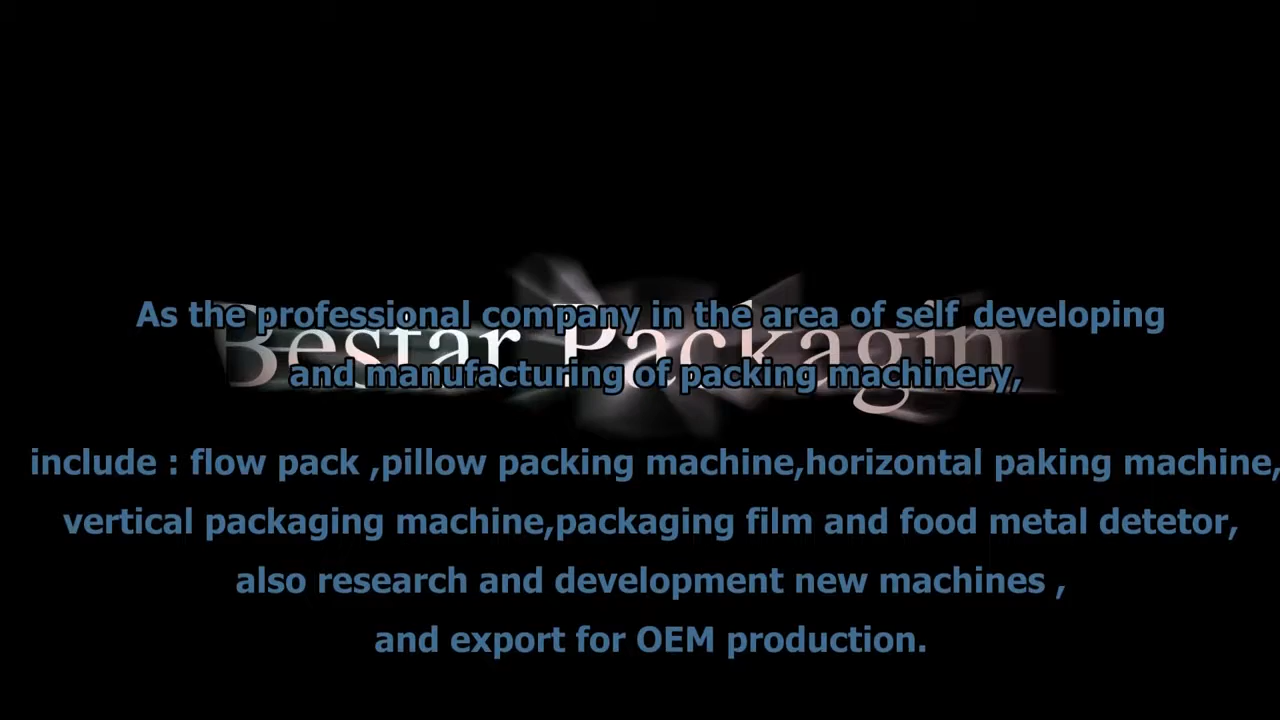 As the professional company in the area of self developing
Bestar Packagin
and manufacturing of packing machinery,
include : flow pack ,pillow packing machine,horizontal paking machine,
vertical packaging machine,packaging film and food metal detetor,
also research and development new machines ,
and export for OEM production.